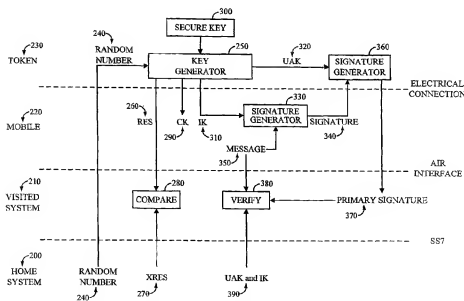 300
SECURE KEY
240
RANDOM
NUMBER
250
KEY
GENERATOR
320
UAK
360
SIGNATURE
GENERATOR
230
TOKEN
ELECTRICAL
CONNECTION
220
MOBILE
260
RES
CK
290
IK
310
330
SIGNATURE
GENERATOR
SIGNATURE
340
MESSAGE
350
AIR
INTERFACE
210
VISITED
SYSTEM
280
COMPARE
380
VERIFY
PRIMARY SIGNATURE
370
SS7
200
HOME
SYSTEM
RANDOM
NUMBER
240
XRES
270
UAK and IK
390